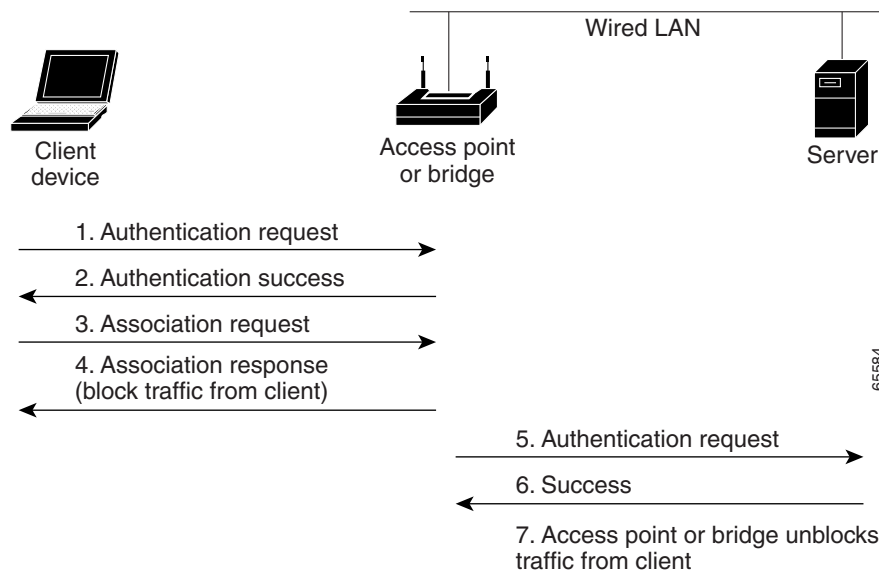 Wired LAN
Client
device
Access point
or bridge
Server
1. Authentication request
2. Authentication success
3. Association request
4. Association response
(block traffic from client)
65584
5. Authentication request
6. Success
7. Access point or bridge unblocks
traffic from client